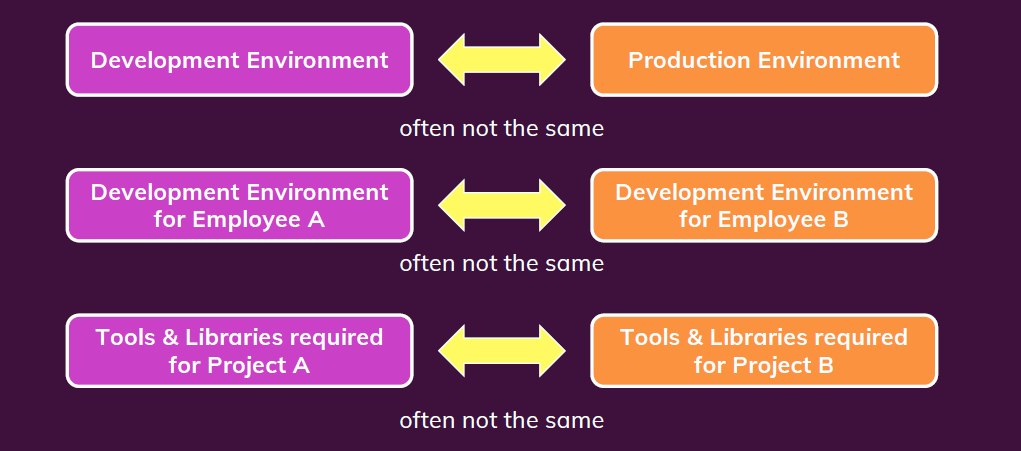 Development Environment
Production Environment
often not the same
Development Environment
for Employee A
Development Environment
for Employee B
often not the same
Tools & Libraries required
for Project A
Tools & Libraries required
for Project B
often not the same